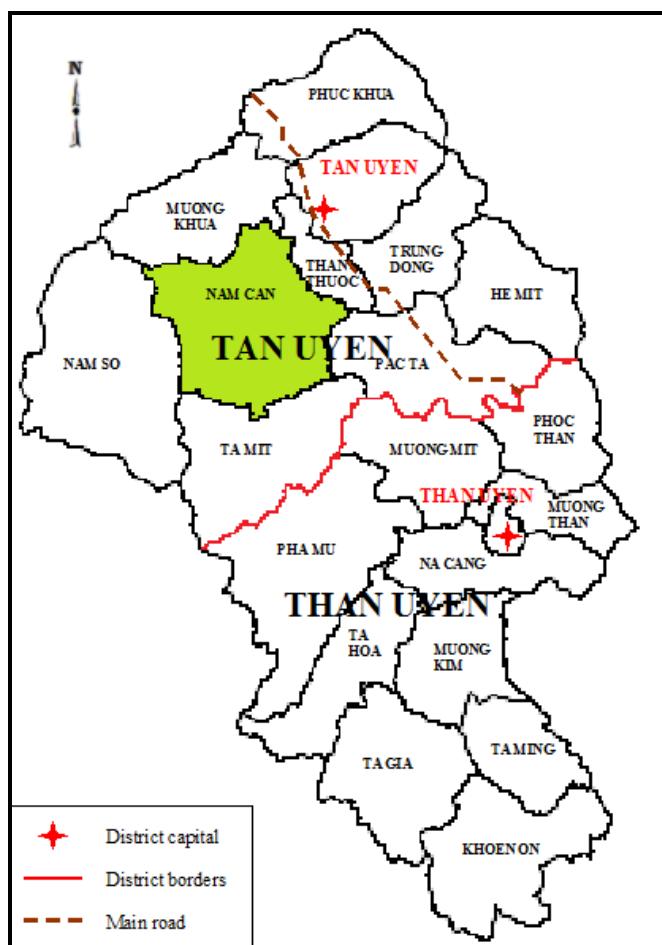 N
PHUC KHUA
TAN UYEN
MUONG
KHUA
THAN
THUOC
TRUNG
DONG
HE MIT
NAM CAN
TAN UYEN
PAC TA
NAM SO
PHOC
THAN
TA MIT
MUONG MIT
THAN UYEN
MUONG
THAN
PHA MU
NA CANG
THAN UYEN
TA
HOA
MUONG
KIM
TA MING
TA GIA
KHOEN ON
District capital
District borders
Main road